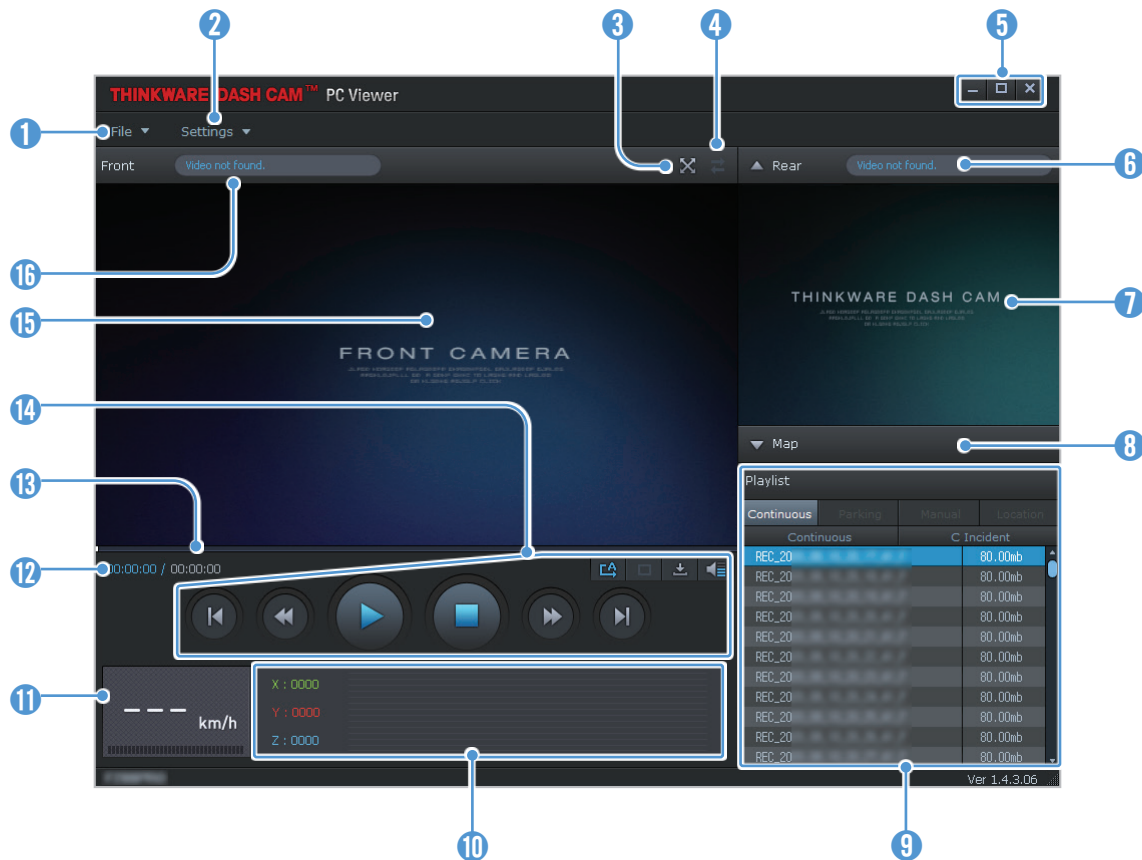 2
3
4
5
THINKWARE DASH CAM™ PC Viewer
1
File Settings
Front Video not found.
Rear Video not found.
6
16
15
THINKWARE DASH CAM
7
FRONT CAMERA
14
Map
8
13
Playlist
Continuous Parking Manual Location
Continuous C Incident
12
00:00:00 / 00:00:00
REC_20 80.00mb
REC_20 80.00mb
REC_20 80.00mb
REC_20 80.00mb
REC_20 80.00mb
REC_20 80.00mb
REC_20 80.00mb
REC_20 80.00mb
REC_20 80.00mb
REC_20 80.00mb
REC_20 80.00mb
11
km/h
X : 0000
Y : 0000
Z : 0000
Ver 1.4.3.06
10
9